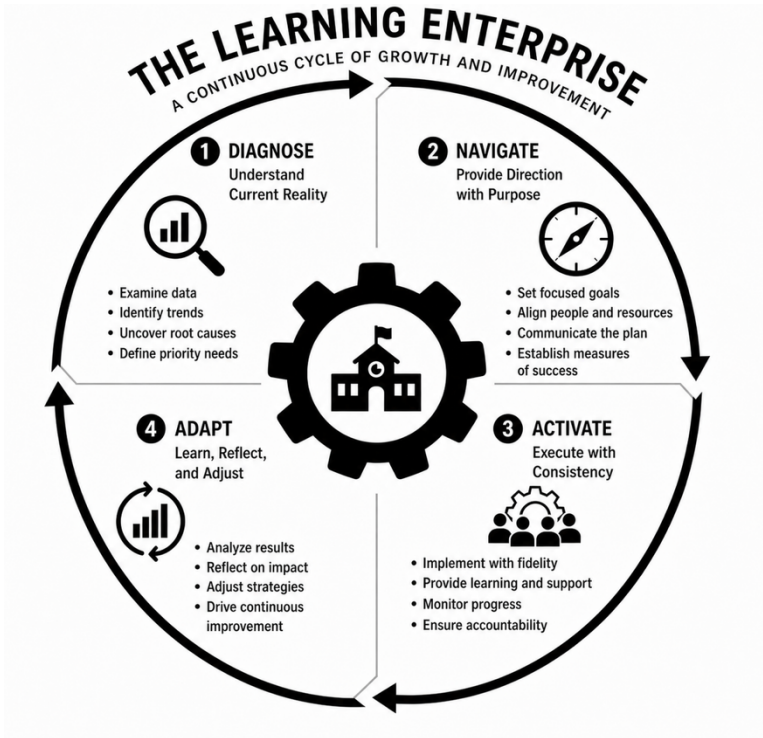 THE LEARNING ENTERPRISE
A CONTINUOUS CYCLE OF GROWTH AND IMPROVEMENT
1 DIAGNOSE
Understand
Current Reality
• Examine data
• Identify trends
• Uncover root causes
• Define priority needs
2 NAVIGATE
Provide Direction
with Purpose
• Set focused goals
• Align people and resources
• Communicate the plan
• Establish measures
of success
3 ACTIVATE
Execute with
Consistency
• Implement with fidelity
• Provide learning and support
• Monitor progress
• Ensure accountability
4 ADAPT
Learn, Reflect,
and Adjust
• Analyze results
• Reflect on impact
• Adjust strategies
• Drive continuous
improvement